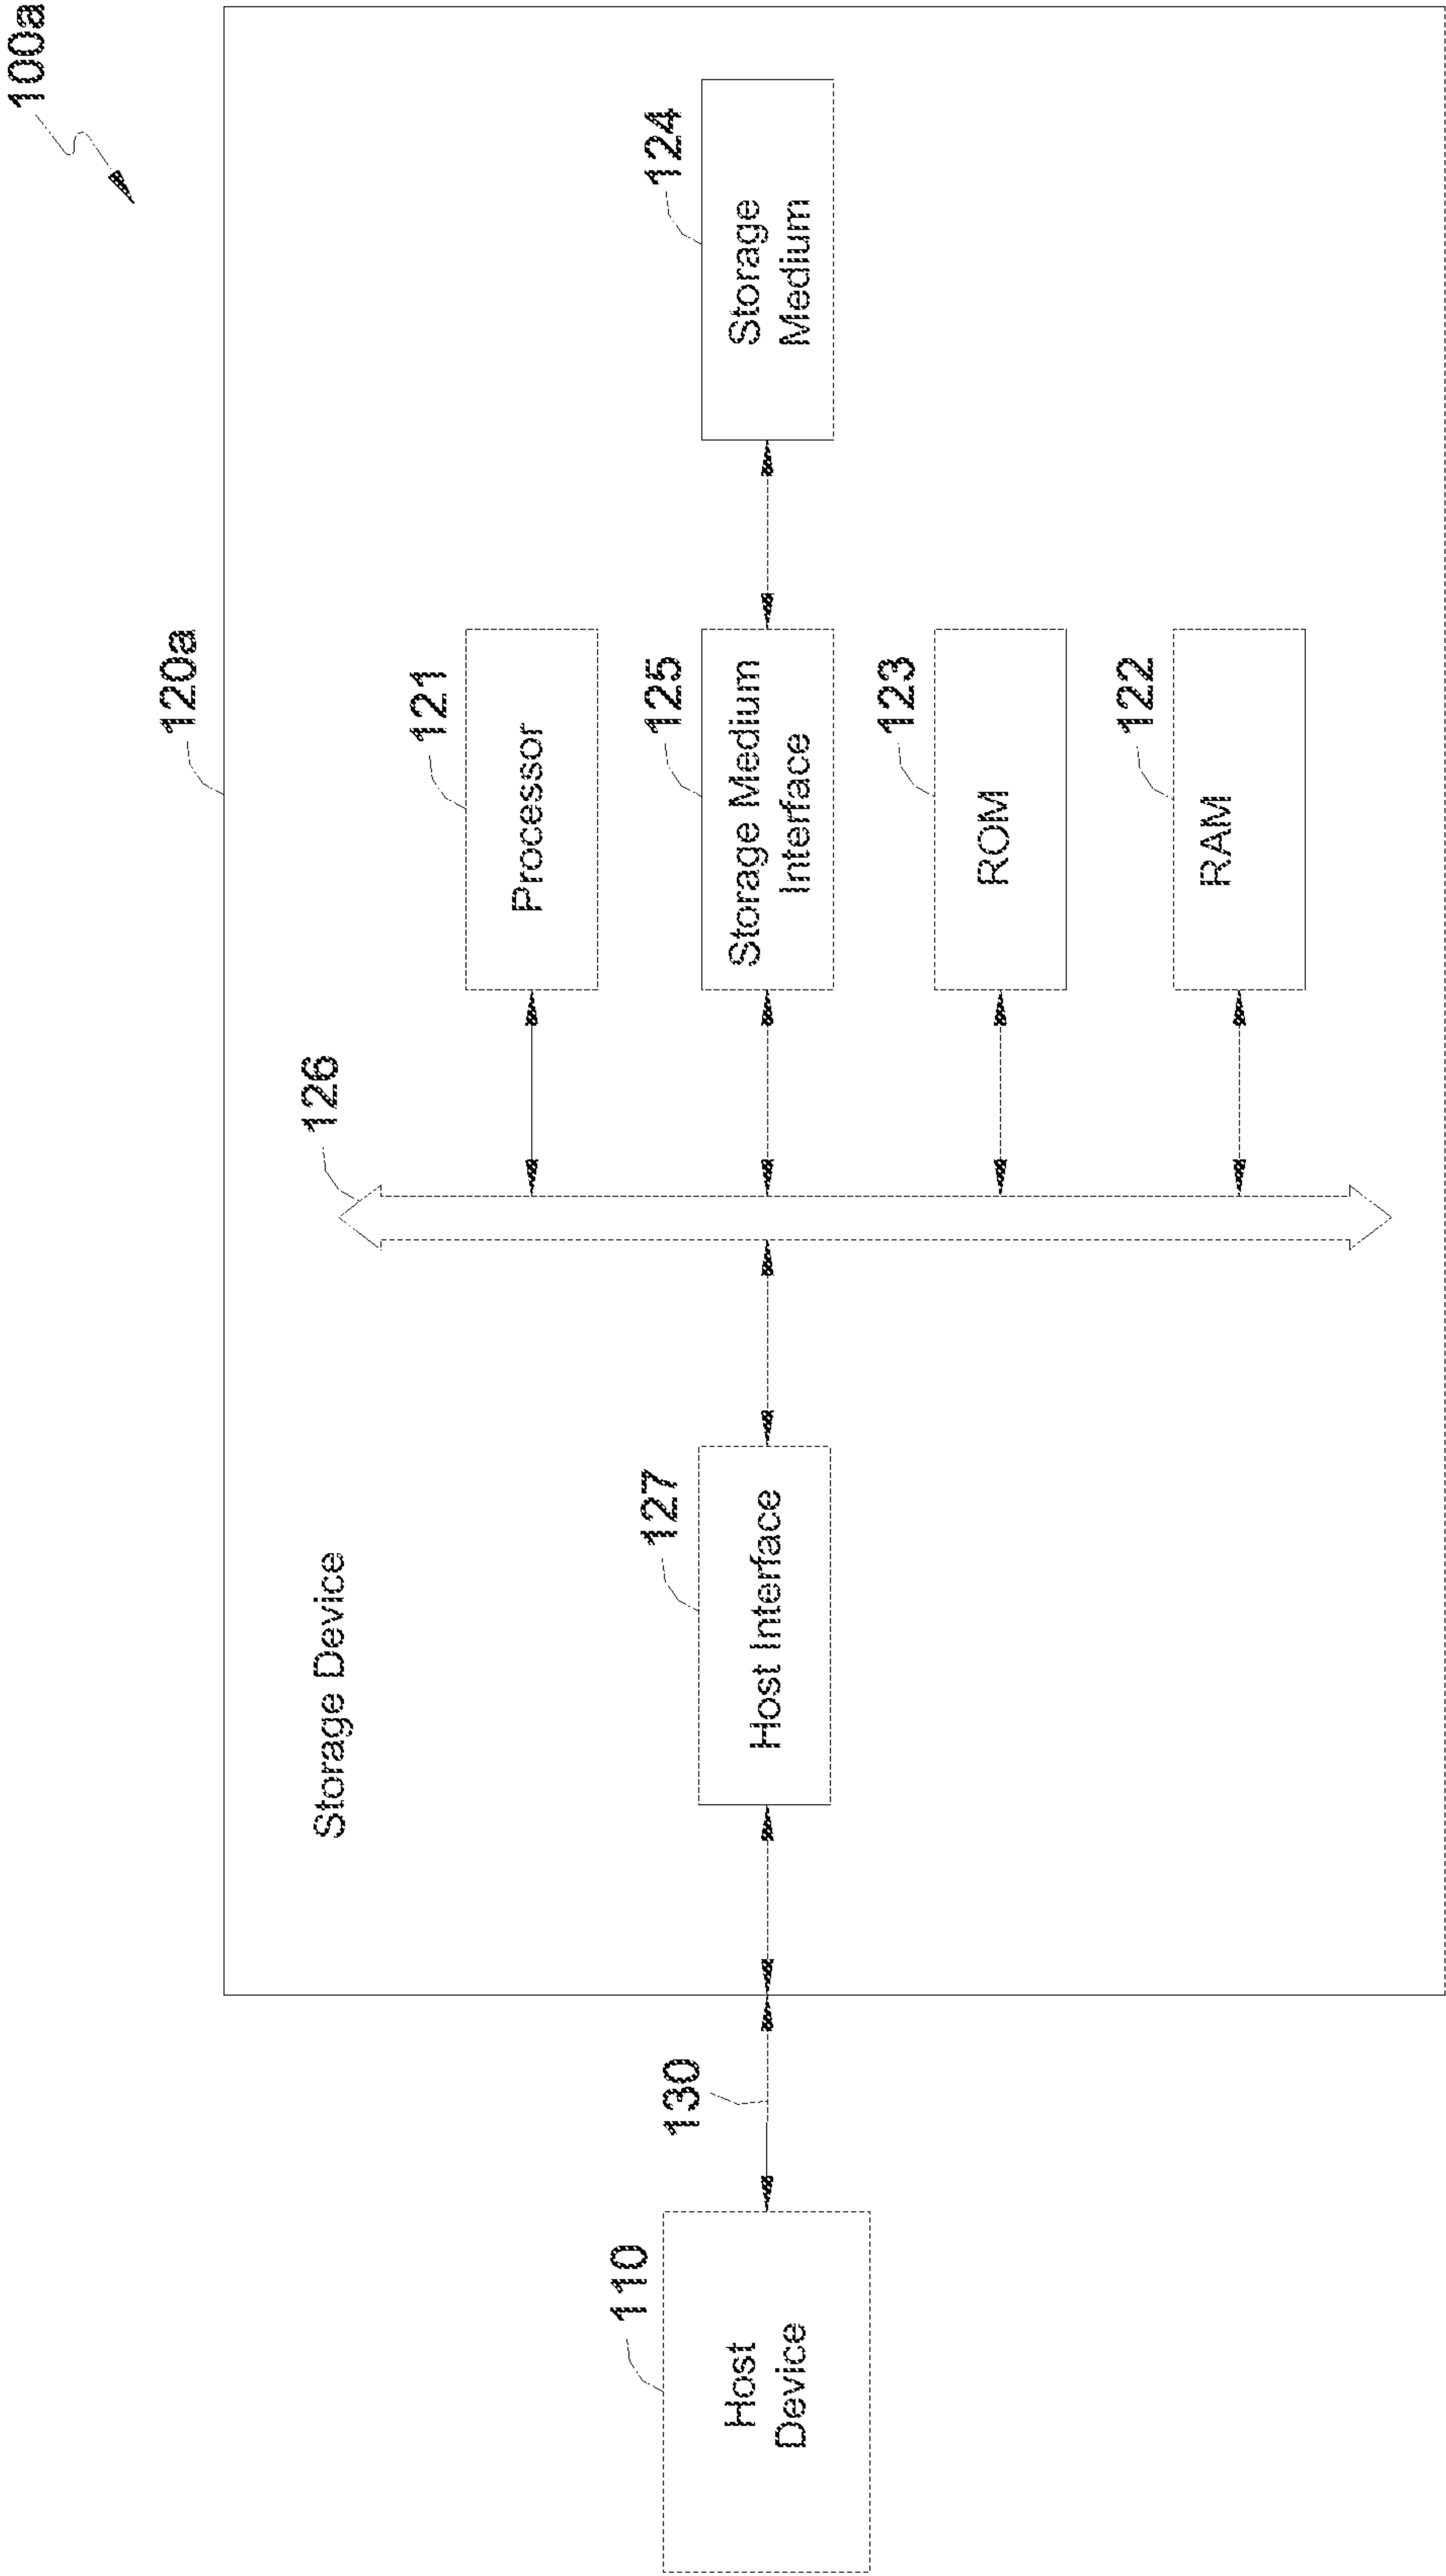 100a
120a
Storage Device
126
121
Processor
110
Host
Device
130
127
Host Interface
125
Storage Medium
Interface
124
Storage
Medium
123
ROM
122
RAM